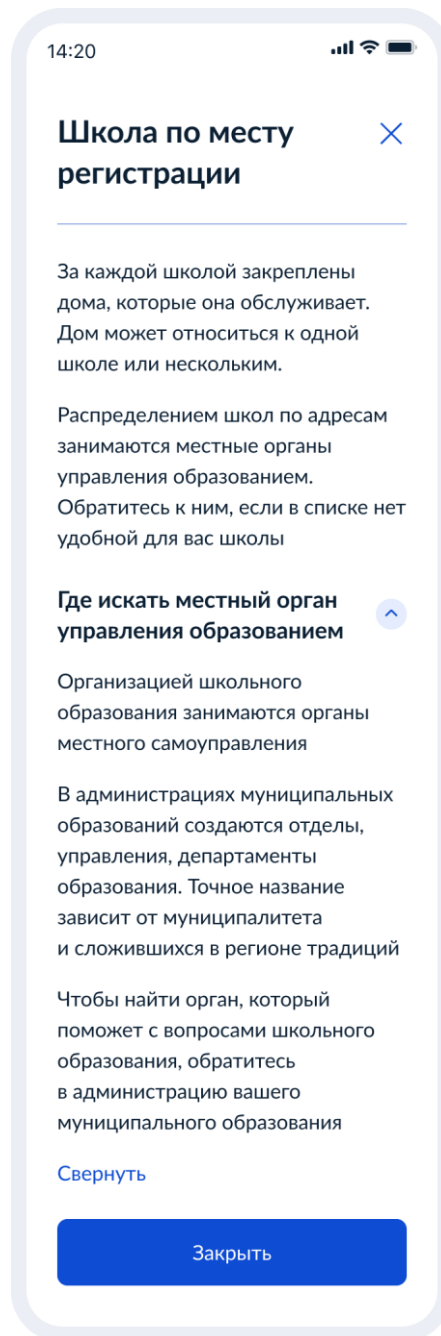 14:20
Школа по месту
регистрации
За каждой школой закреплены
дома, которые она обслуживает.
Дом может относиться к одной
школе или нескольким.
Распределением школ по адресам
занимаются местные органы
управления образованием.
Обратитесь к ним, если в списке нет
удобной для вас школы
Где искать местный орган
управления образованием
Организацией школьного
образования занимаются органы
местного самоуправления
В администрациях муниципальных
образований создаются отделы,
управления, департаменты
образования. Точное название
зависит от муниципалитета
и сложившихся в регионе традиций
Чтобы найти орган, который
поможет с вопросами школьного
образования, обратитесь
в администрацию вашего
муниципального образования
Свернуть
Закрыть